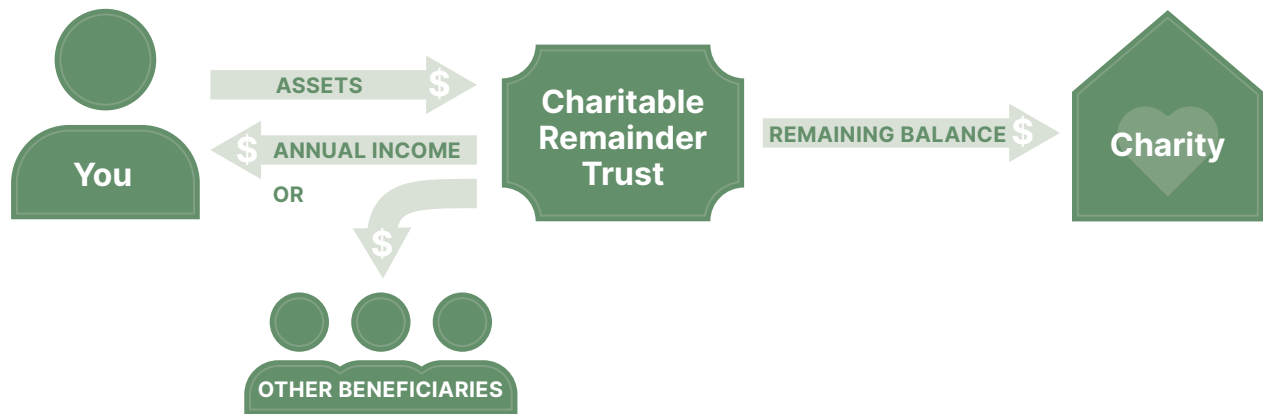 You
ASSETS $
$ ANNUAL INCOME
OR
$
OTHER BENEFICIARIES
Charitable
Remainder
Trust
REMAINING BALANCE $
Charity